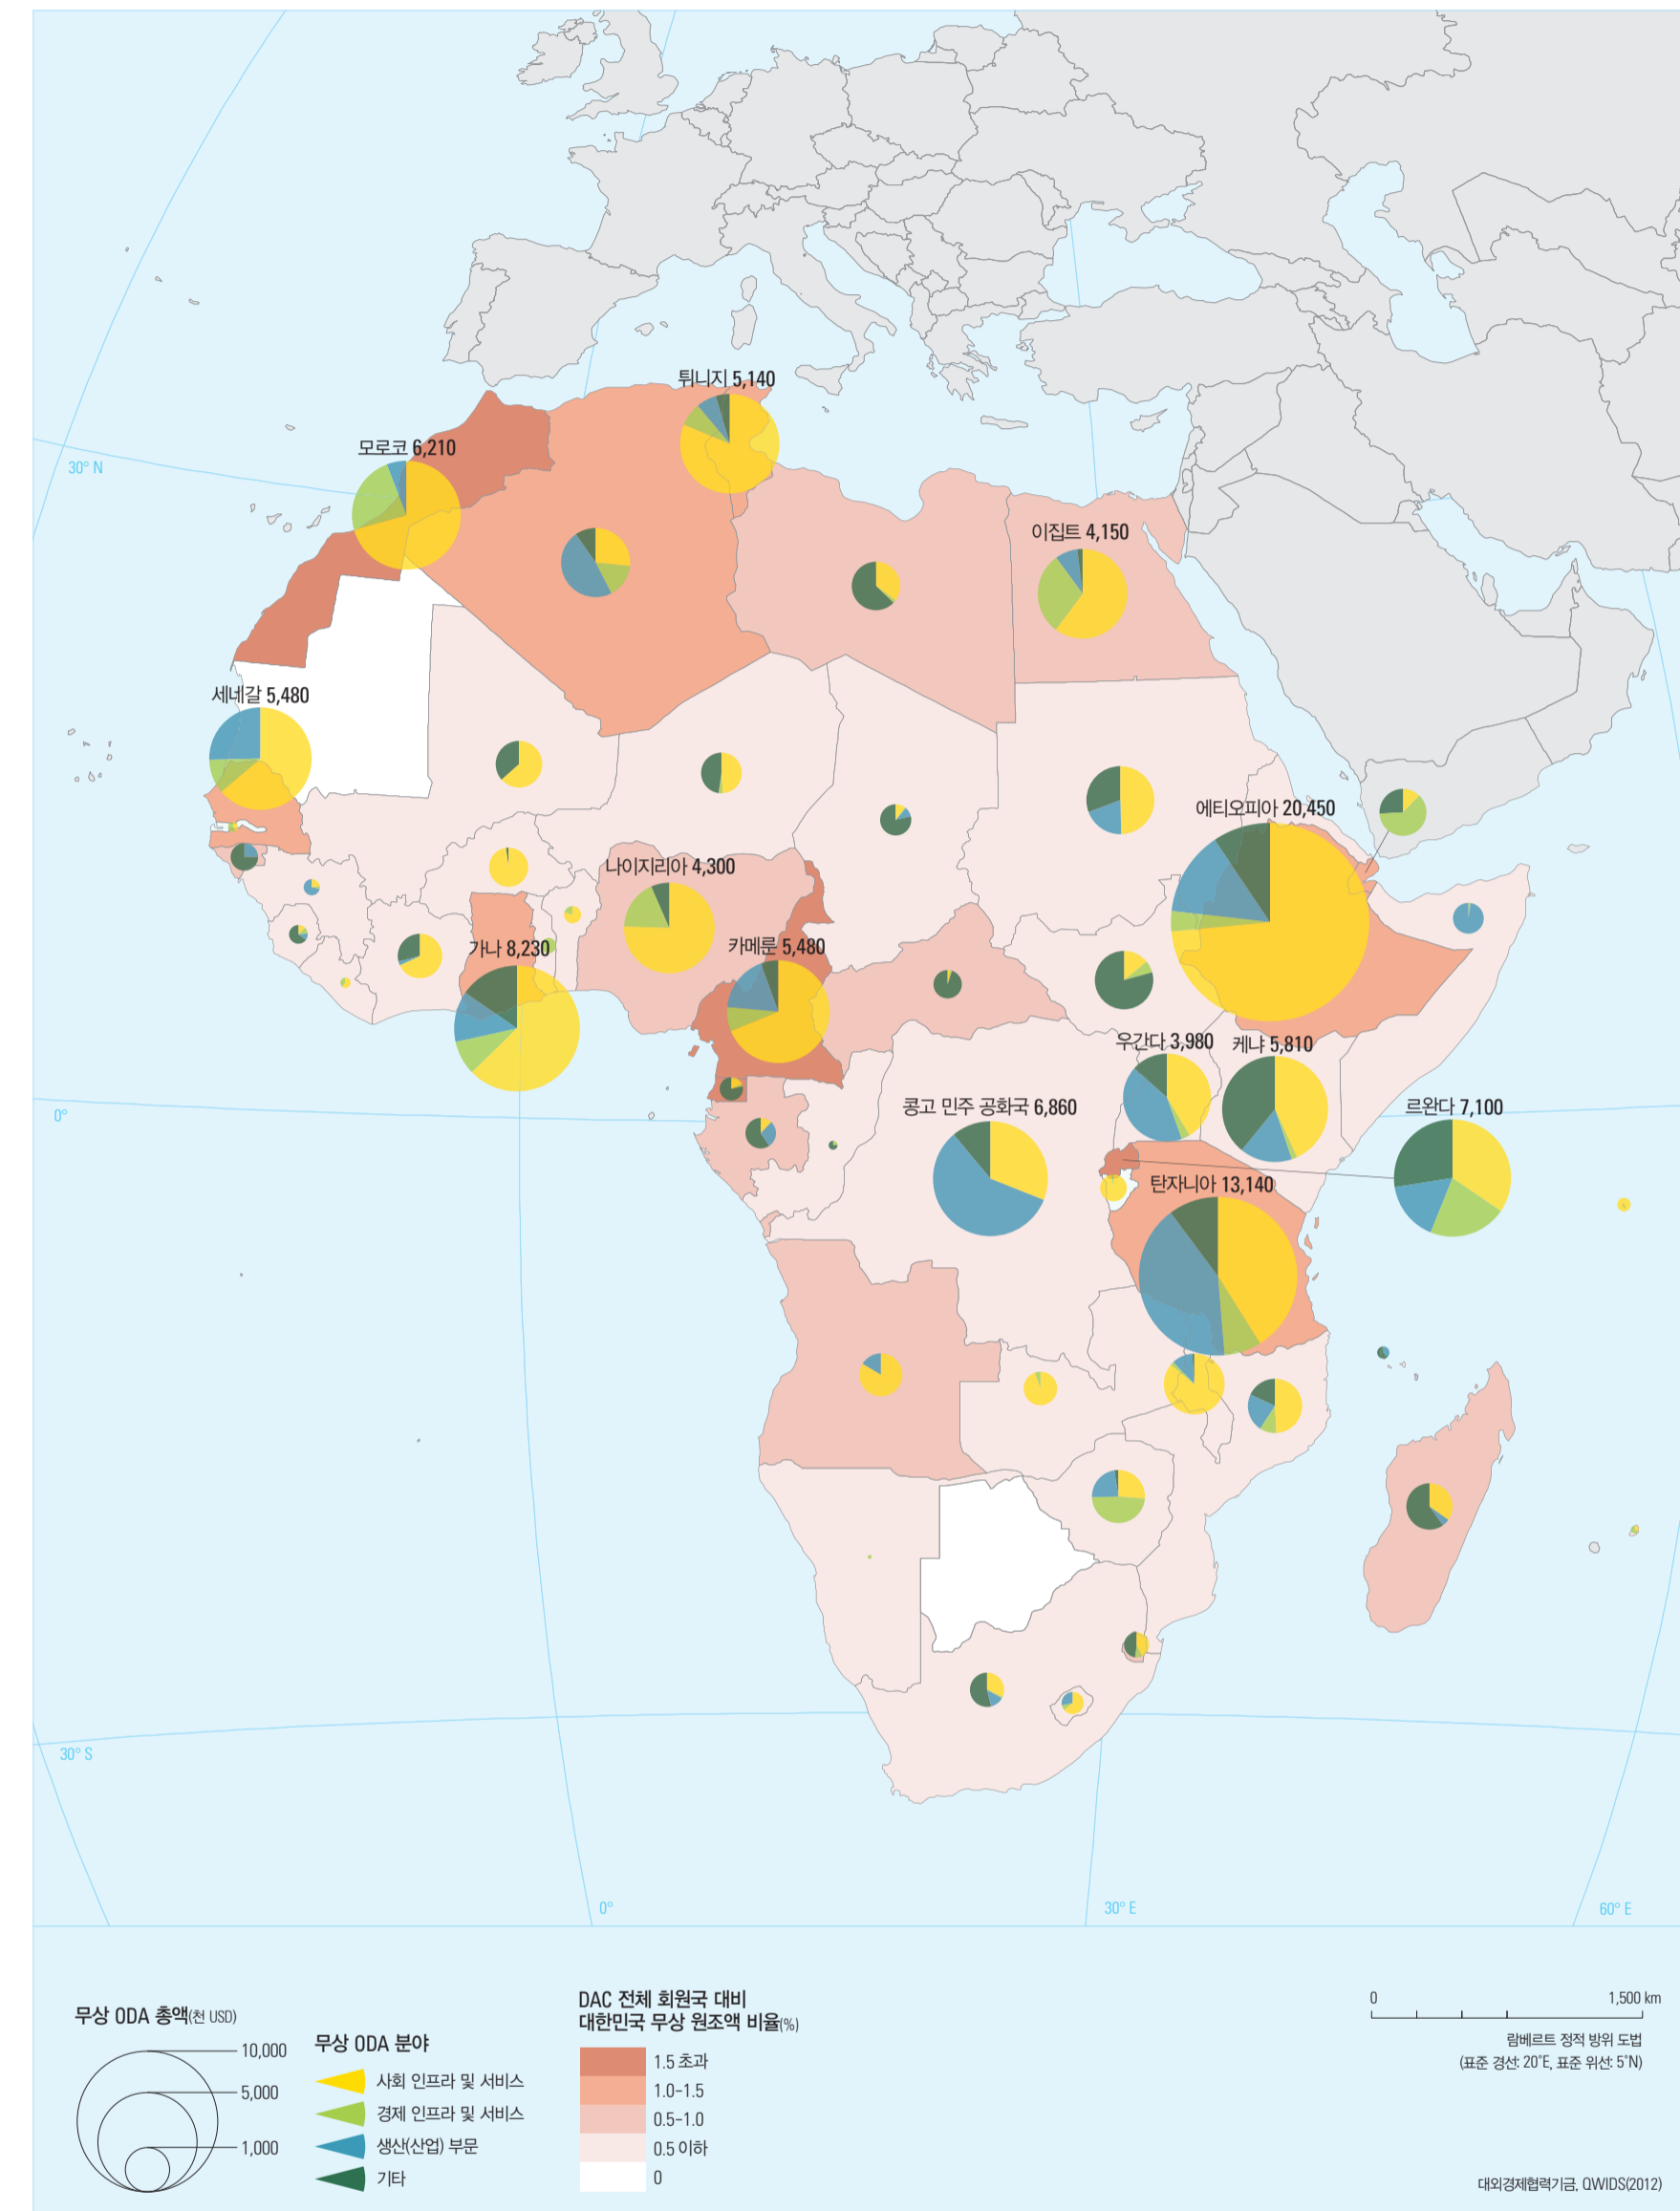 튀니지 5,140
모로코 6,210
30° N
이집트 4,150
세네갈 5,480
에티오피아 20,450
나이지리아 4,300
가나 8,230
카메룬 5,480
우간다 3,980
케냐 5,810
콩고 민주 공화국 6,860
르완다 7,100
0°
탄자니아 13,140
30° S
0°
30° E
60° E
무상 ODA 총액(천 USD)
10,000
5,000
1,000
무상 ODA 분야
사회 인프라 및 서비스
경제 인프라 및 서비스
생산(산업) 부문
기타
DAC 전체 회원국 대비
대한민국 무상 원조액 비율(%)
1.5 초과
1.0-1.5
0.5-1.0
0.5 이하
0
0 1,500 km
람베르트 정적 방위 도법
(표준 경선: 20°E, 표준 위선: 5°N)
대외경제협력기금, QWIDS(2012)